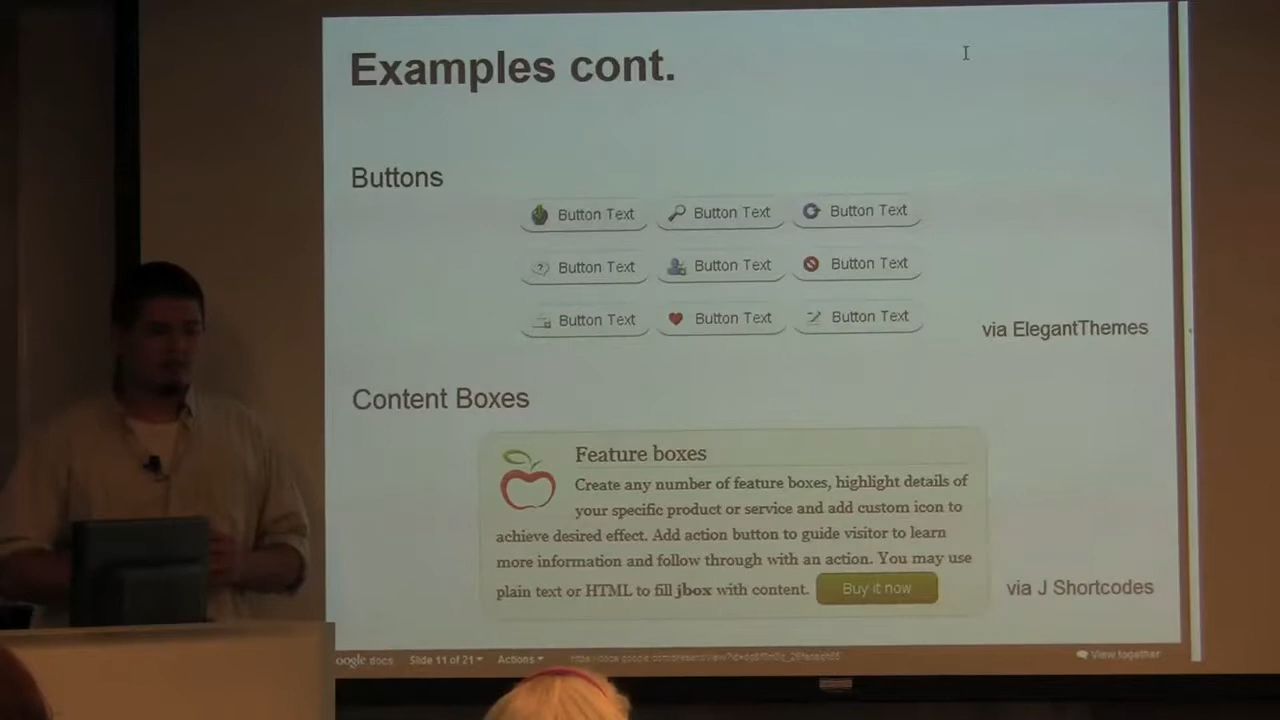 Examples cont.
Buttons
Button Text Button Text Button Text
Button Text Button Text Button Text
Button Text Button Text Button Text
via ElegantThemes
Content Boxes
Feature boxes
Create any number of feature boxes, highlight details of
your specific product or service and add custom icon to
achieve desired effect. Add action button to guide visitor to learn
more information and follow through with an action. You may use
plain text or HTML to fill jbox with content. Buy it now
via J Shortcodes
oogle docs Slide 11 of 21 Actions View together